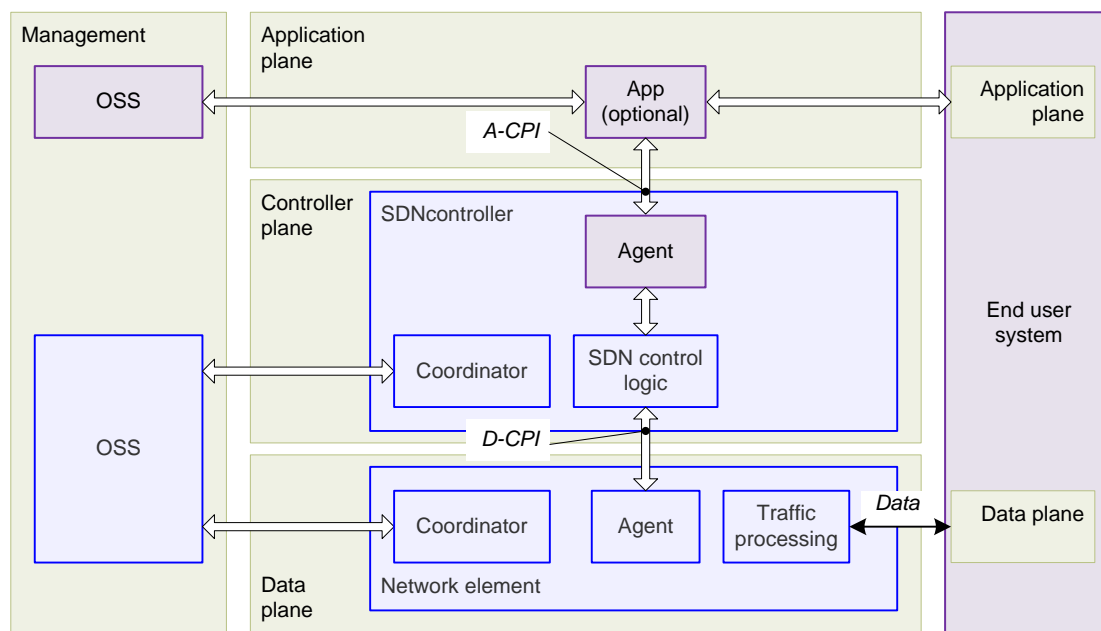 Management
Application
plane
OSS
App
(optional)
Application
plane
A-CPI
Controller
plane
SDNcontroller
Agent
End user
system
OSS
Coordinator
SDN control
logic
D-CPI
Coordinator
Agent
Traffic
processing
Data
Data plane
Network element
Data
plane